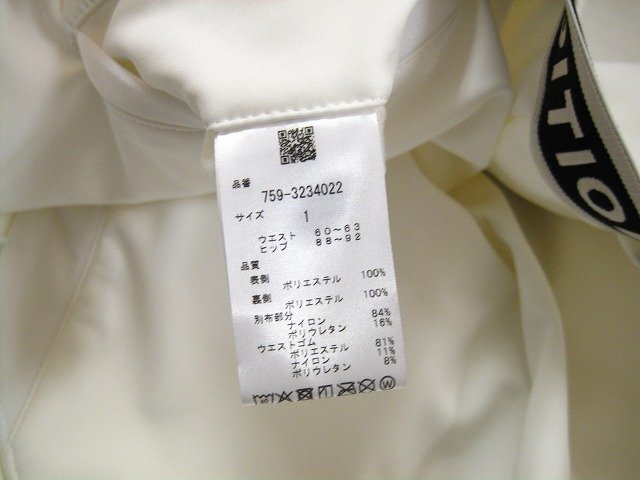 品番
759-3234022
サイズ
1
ウエスト 60～63
ヒップ 88～92
品質
表側 ポリエステル 100%
裏側 ポリエステル 100%
別布部分
ナイロン 84%
ポリウレタン 16%
ウエストゴム
ポリエステル 81%
ナイロン 11%
ポリウレタン 8%
W
SITIO